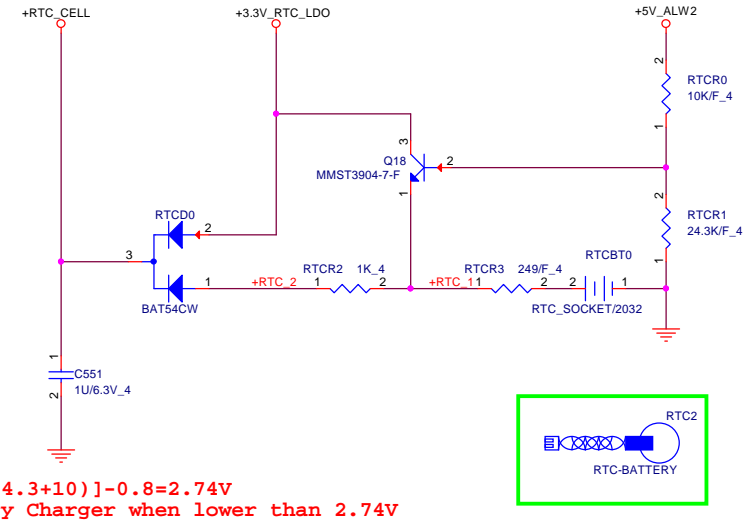 +RTC_CELL
+3.3V_RTC_LDO
+5V_ALW2
2
RTCR0
10K/F_4
1
3
Q18
MMST3904-7-F
2
1
2
RTCR1
24.3K/F_4
1
RTCD0
2
3
1
BAT54CW
+RTC_2
1
RTCR2
1K_4
2
+RTC_1
1
RTCR3
249/F_4
2
RTCBT0
2
1
RTC_SOCKET/2032
1
C551
1U/6.3V_4
2
RTC2
RTC-BATTERY
4.3+10)]-0.8=2.74V
y Charger when lower than 2.74V